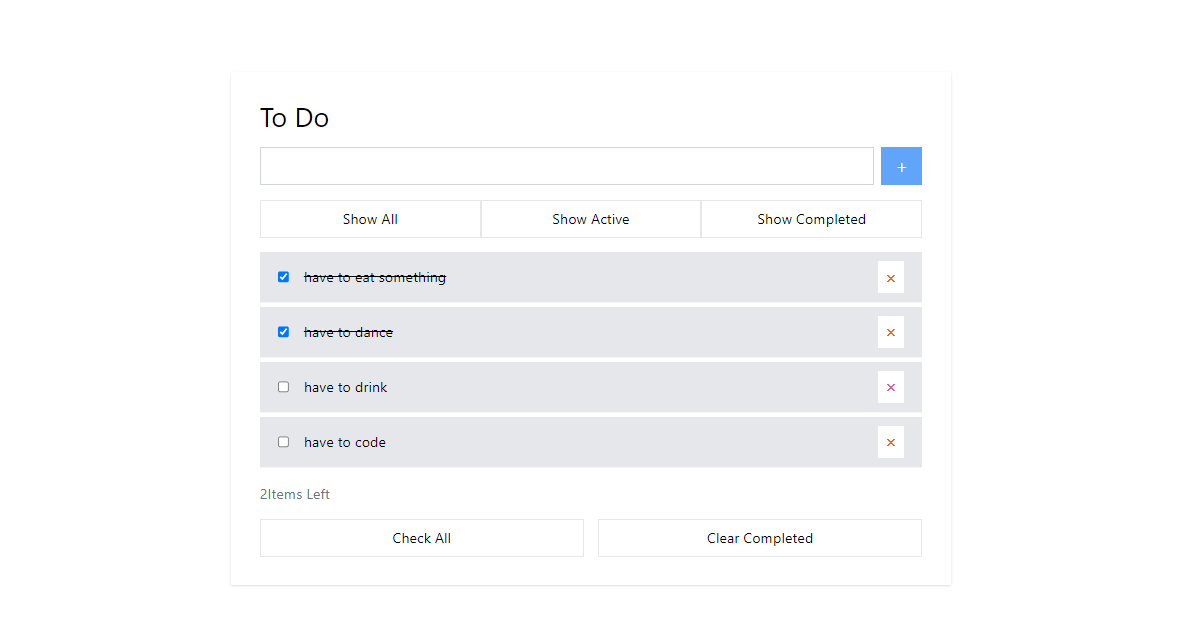 To Do
+
Show All Show Active Show Completed
have to eat something ×
have to dance ×
have to drink ×
have to code ×
2Items Left
Check All Clear Completed